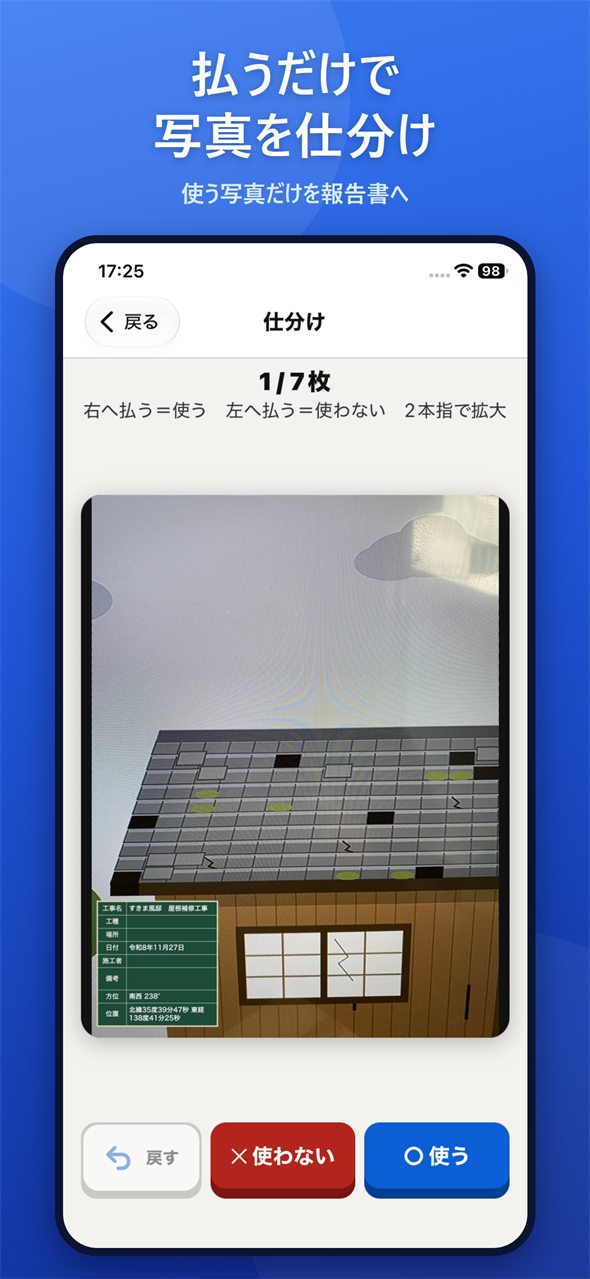 払うだけで
写真を仕分け
使う写真だけを報告書へ
17:25
98
戻る
仕分け
1/7枚
右へ払う＝使う 左へ払う＝使わない 2本指で拡大
工事名 すきま風邸 屋根補修工事
工種
場所
日付 令和8年11月27日
施工者
備考
方位 南西 238°
位置 北緯35度39分47秒 東経
138度41分25秒
戻す
×使わない
○使う